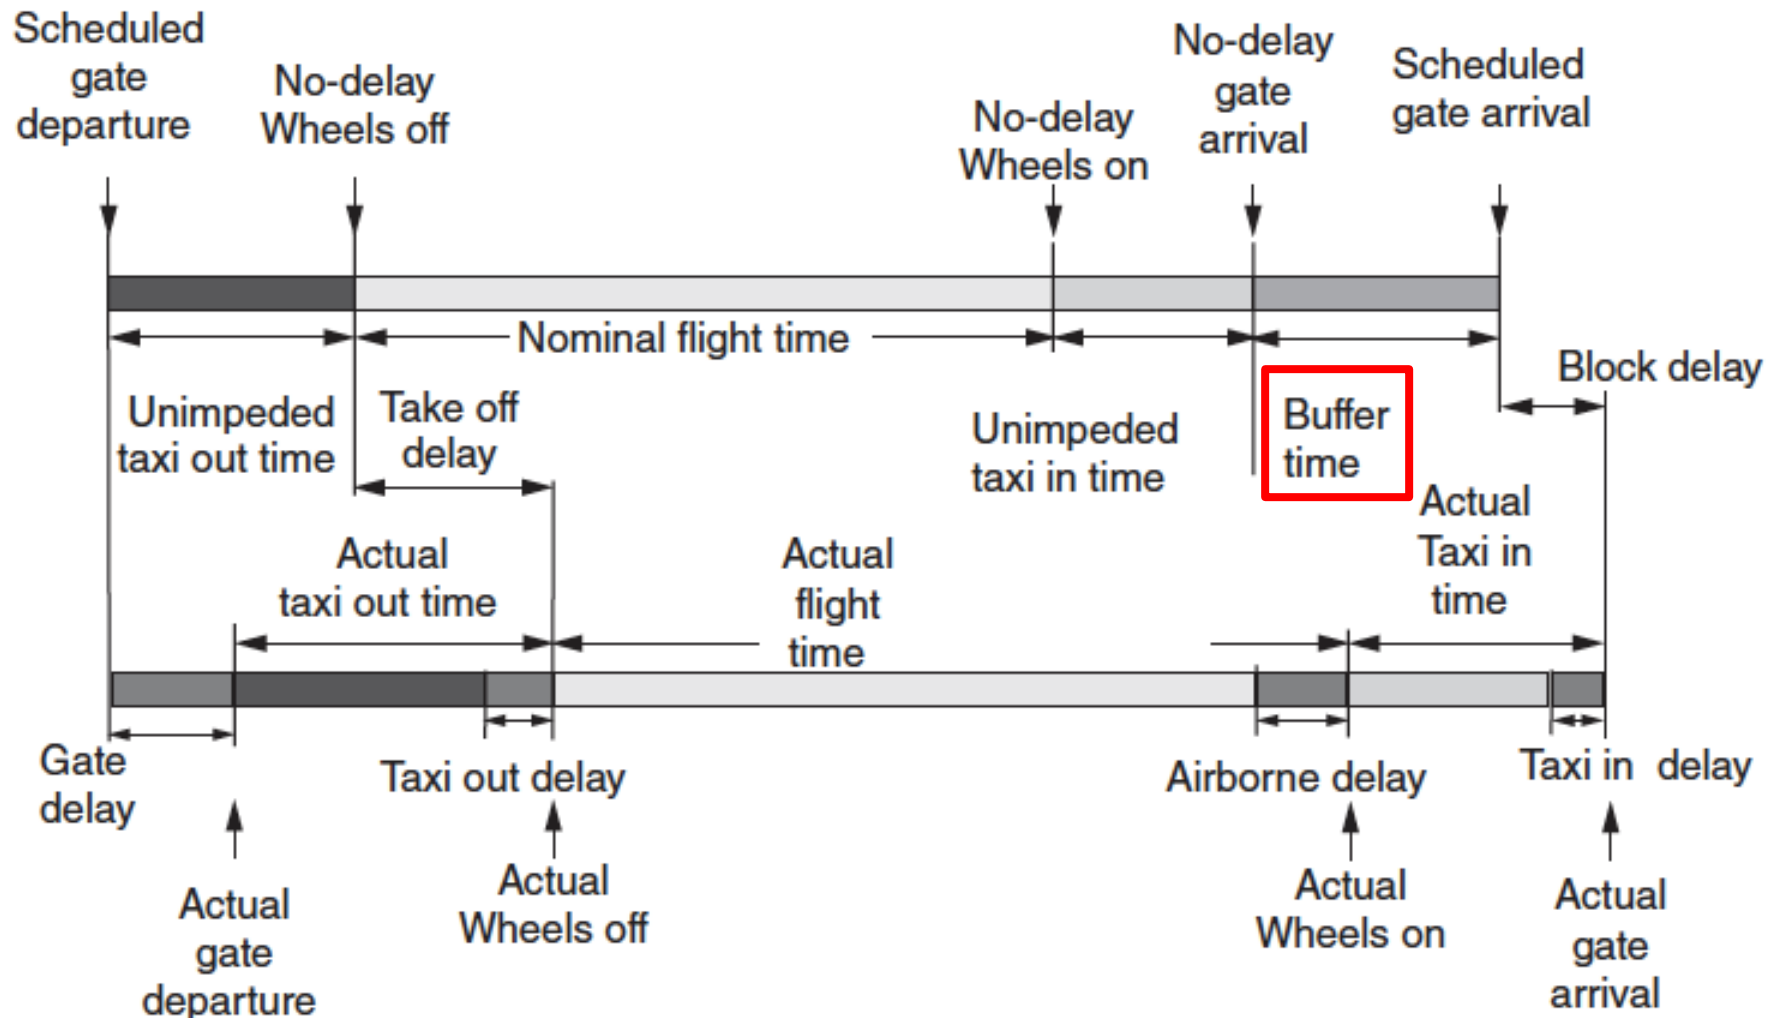 Scheduled
gate
departure
No-delay
Wheels off
No-delay
Wheels on
No-delay
gate
arrival
Scheduled
gate arrival
Nominal flight time
Block delay
Unimpeded
taxi out time
Take off
delay
Unimpeded
taxi in time
Buffer
time
Actual
taxi out time
Actual
flight
time
Actual
Taxi in
time
Gate
delay
Taxi out delay
Airborne delay
Taxi in delay
Actual
gate
departure
Actual
Wheels off
Actual
Wheels on
Actual
gate
arrival